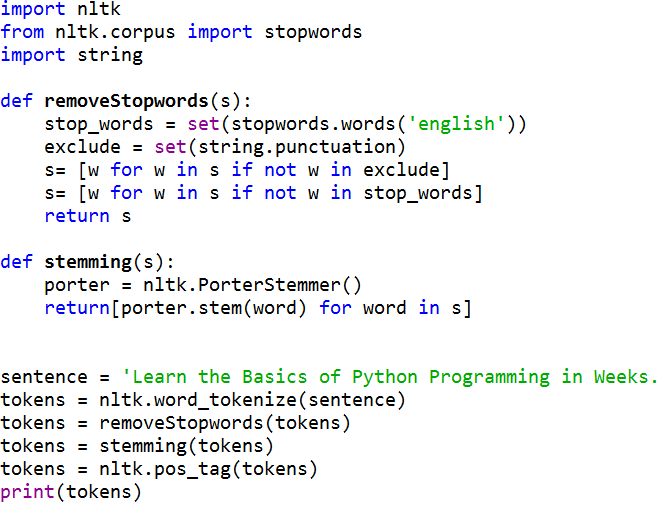 import nltk
from nltk.corpus import stopwords
import string
def removeStopwords(s):
    stop_words = set(stopwords.words('english'))
    exclude = set(string.punctuation)
    s= [w for w in s if not w in exclude]
    s= [w for w in s if not w in stop_words]
    return s
def stemming(s):
    porter = nltk.PorterStemmer()
    return[porter.stem(word) for word in s]
sentence = 'Learn the Basics of Python Programming in Weeks.
tokens = nltk.word_tokenize(sentence)
tokens = removeStopwords(tokens)
tokens = stemming(tokens)
tokens = nltk.pos_tag(tokens)
print(tokens)